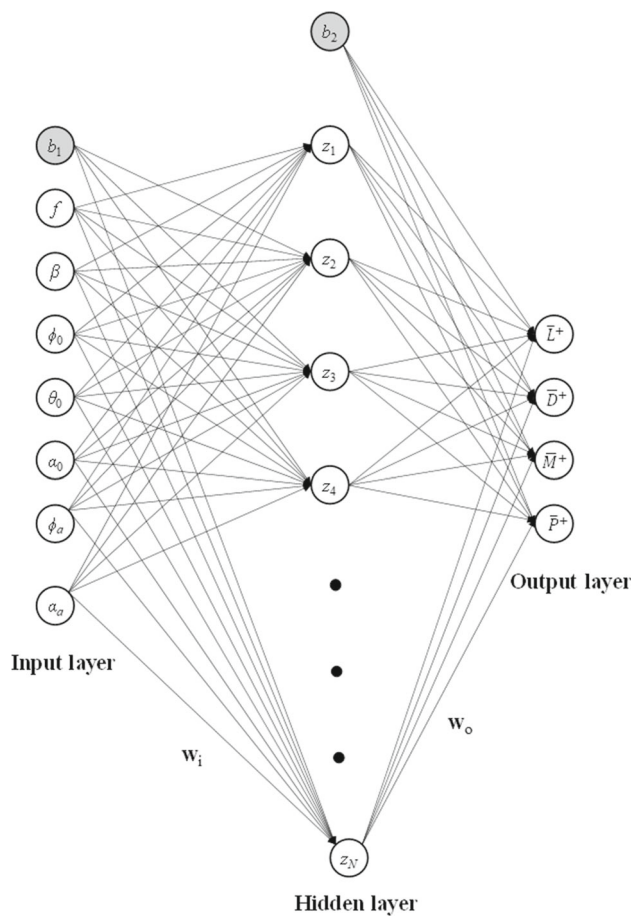 b₂
b₁
z₁
f
β
z₂
ϕ₀
L̅⁺
z₃
θ₀
D̅⁺
α₀
M̅⁺
z₄
ϕₐ
P̅⁺
Output layer
αₐ
Input layer
wₒ
wᵢ
z_N
Hidden layer